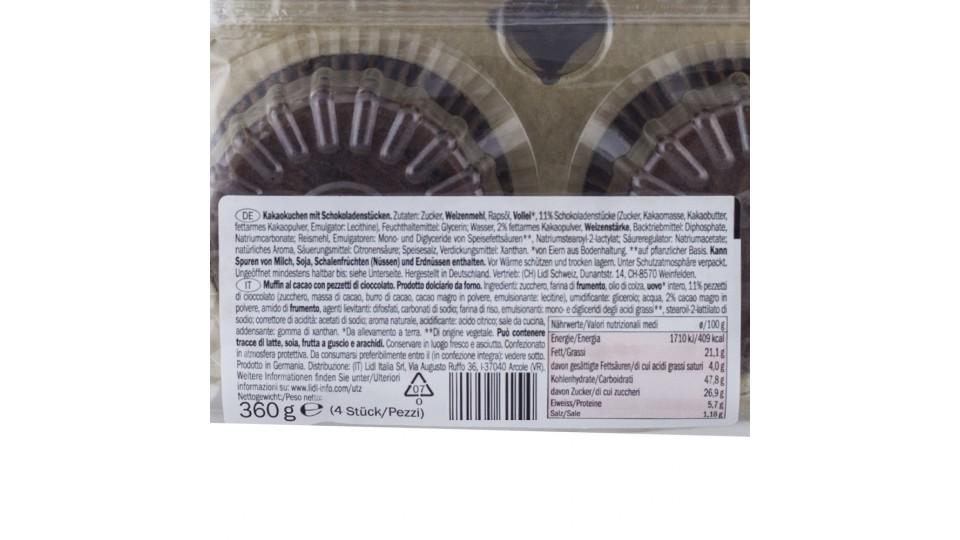 DE Kakaokuchen mit Schokoladenstücken. Zutaten: Zucker, Weizenmehl, Rapsöl, Vollei*, 11% Schokoladenstücke (Zucker, Kakaomasse, Kakaobutter,
fettarmes Kakaopulver, Emulgator: Lecithine), Feuchthaltemittel: Glycerin; Wasser, 2% fettarmes Kakaopulver, Weizenstärke, Backtriebmittel: Diphosphate,
Natriumcarbonate; Reismehl, Emulgatoren: Mono- und Diglyceride von Speisefettsäuren**, Natriumstearoyl-2-lactylat; Säureregulator: Natriumacetate;
natürliches Aroma, Säuerungsmittel: Citronensäure; Speisesalz, Verdickungsmittel: Xanthan. *von Eiern aus Bodenhaltung. **auf pflanzlicher Basis. Kann
Spuren von Milch, Soja, Schalenfrüchten (Nüssen) und Erdnüssen enthalten. Vor Wärme schützen und trocken lagern. Unter Schutzatmosphäre verpackt.
Ungeöffnet mindestens haltbar bis: siehe Unterseite. Hergestellt in Deutschland. Vertrieb: (CH) Lidl Schweiz, Dunantstr. 14, CH-8570 Weinfelden.
IT Muffin al cacao con pezzetti di cioccolato. Prodotto dolciario da forno. Ingredienti: zucchero, farina di frumento, olio di colza, uovo* intero, 11% pezzetti
di cioccolato (zucchero, massa di cacao, burro di cacao, cacao magro in polvere, emulsionante: lecitine), umidificante: glicerolo; acqua, 2% cacao magro in
polvere, amido di frumento, agenti lievitanti: difosfati, carbonati di sodio; farina di riso, emulsionanti: mono- e digliceridi degli acidi grassi**, stearoil-2-lattilato di
sodio; correttore di acidità: acetati di sodio; aroma naturale, acidificante: acido citrico; sale da cucina,
addensante: gomma di xanthan. *Da allevamento a terra. **Di origine vegetale. Può contenere
tracce di latte, soia, frutta a guscio e arachidi. Conservare in luogo fresco e asciutto. Confezionato
in atmosfera protettiva. Da consumarsi preferibilmente entro il (in confezione integra): vedere sotto.
Prodotto in Germania. Distribuzione: (IT) Lidl Italia Srl, Via Augusto Ruffo 36, I-37040 Arcole (VR).
Weitere Informationen finden Sie unter/Ulteriori
informazioni su: www.lidl-info.com/utz
Nettogewicht:/Peso netto:
360 g e (4 Stück/Pezzi)
07
O
Nährwerte/Valori nutrizionali medi ø/100 g
Energie/Energia 1710 kJ/409 kcal
Fett/Grassi 21,1 g
davon gesättigte Fettsäuren/di cui acidi grassi saturi 4,0 g
Kohlenhydrate/Carboidrati 47,8 g
davon Zucker/di cui zuccheri 26,9 g
Eiweiss/Proteine 5,7 g
Salz/Sale 1,18 g